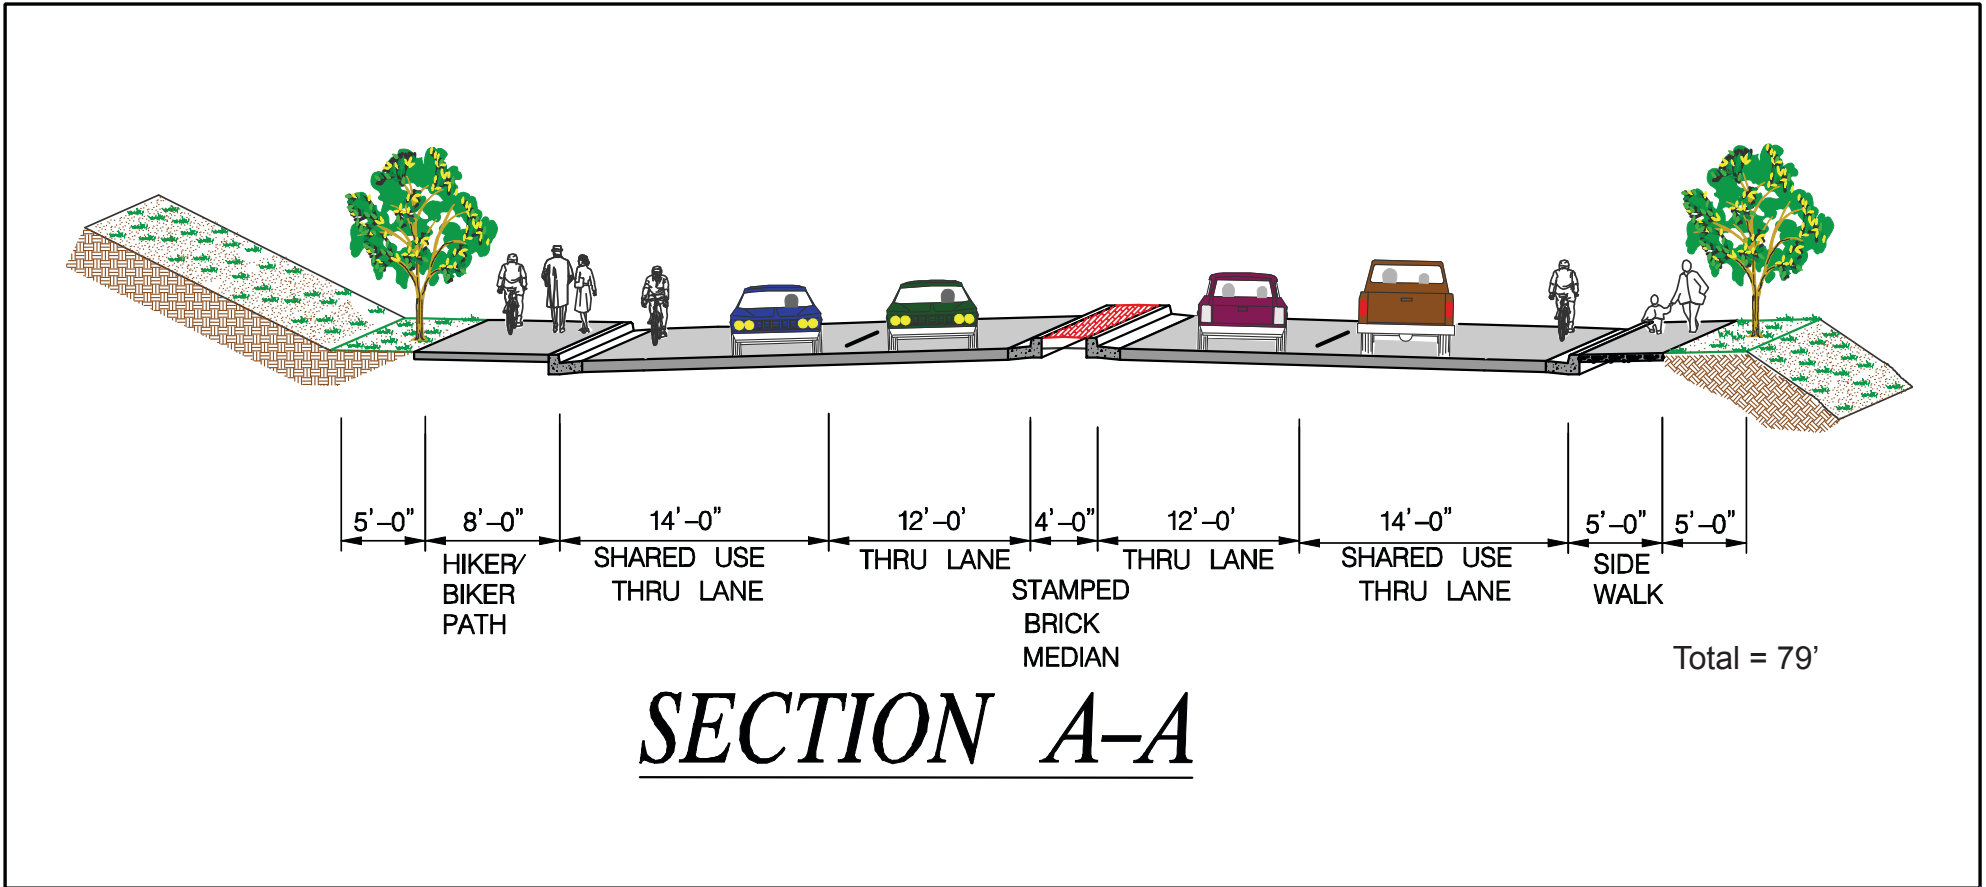 5'-0" 8'-0" 14'-0" 12'-0' 4'-0" 12'-0' 14'-0" 5'-0" 5'-0"
HIKER/
BIKER
PATH
SHARED USE
THRU LANE
THRU LANE
STAMPED
BRICK
MEDIAN
THRU LANE
SHARED USE
THRU LANE
SIDE
WALK
Total = 79'
SECTION A-A